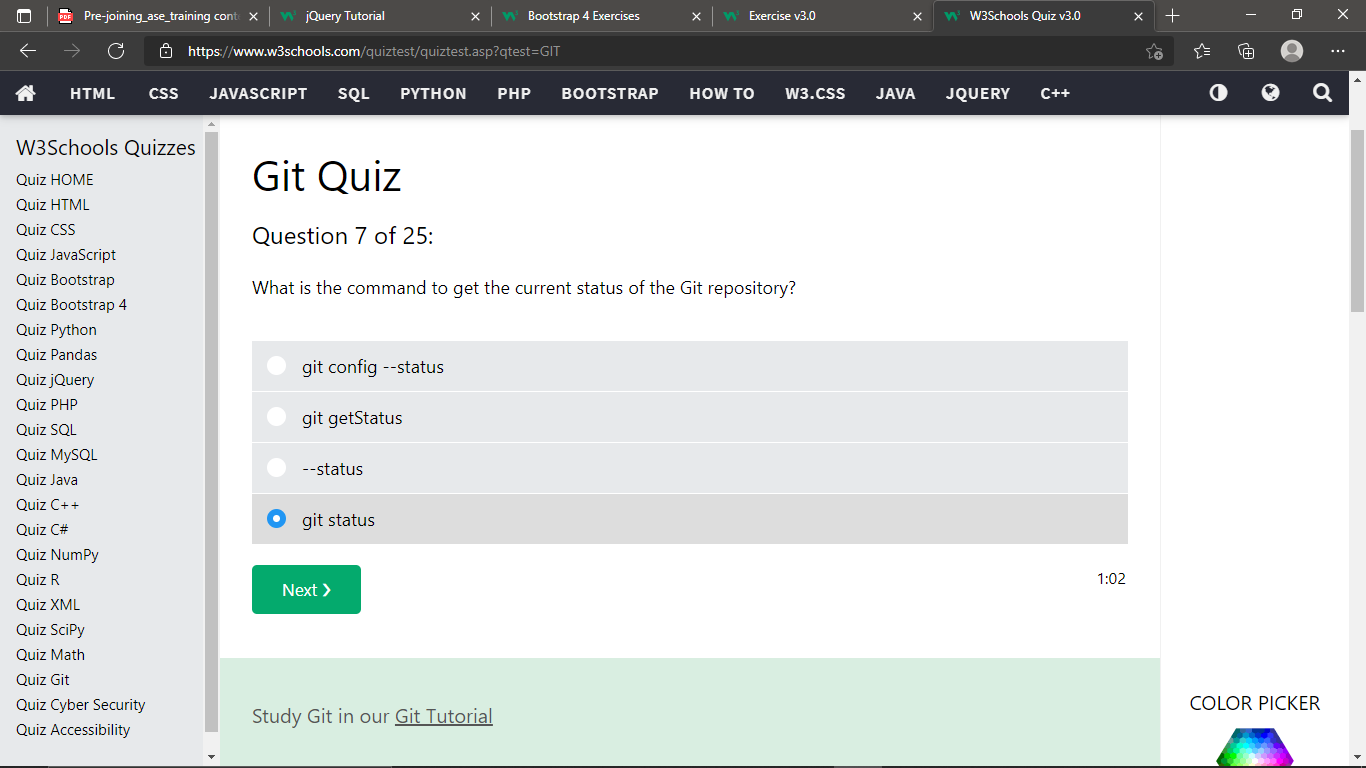 Pre-joining_ase_training cont
jQuery Tutorial
Bootstrap 4 Exercises
Exercise v3.0
W3Schools Quiz v3.0
https://www.w3schools.com/quiztest/quiztest.asp?qtest=GIT
HTML CSS JAVASCRIPT SQL PYTHON PHP BOOTSTRAP HOW TO W3.CSS JAVA JQUERY C++
W3Schools Quizzes
Quiz HOME
Quiz HTML
Quiz CSS
Quiz JavaScript
Quiz Bootstrap
Quiz Bootstrap 4
Quiz Python
Quiz Pandas
Quiz jQuery
Quiz PHP
Quiz SQL
Quiz MySQL
Quiz Java
Quiz C++
Quiz C#
Quiz NumPy
Quiz R
Quiz XML
Quiz SciPy
Quiz Math
Quiz Git
Quiz Cyber Security
Quiz Accessibility
Git Quiz
Question 7 of 25:
What is the command to get the current status of the Git repository?
git config --status
git getStatus
--status
git status
Next ❯
1:02
Study Git in our Git Tutorial
COLOR PICKER